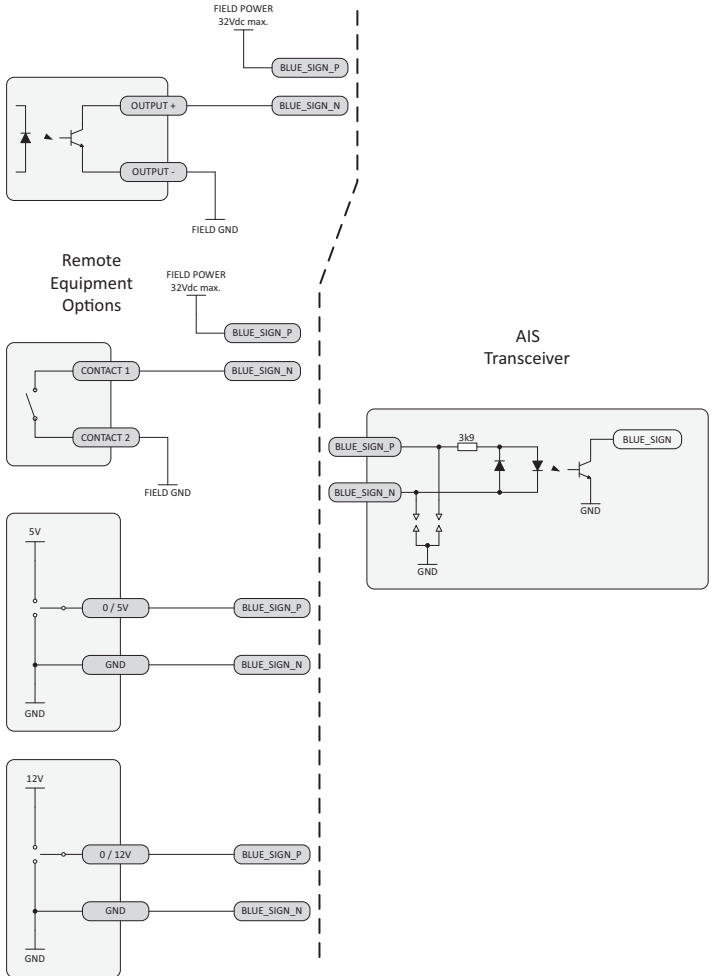 FIELD POWER
32Vdc max.
BLUE_SIGN_P
OUTPUT +
BLUE_SIGN_N
OUTPUT -
FIELD GND
Remote
Equipment
Options
FIELD POWER
32Vdc max.
BLUE_SIGN_P
CONTACT 1
BLUE_SIGN_N
CONTACT 2
FIELD GND
5V
0 / 5V
BLUE_SIGN_P
GND
BLUE_SIGN_N
GND
12V
0 / 12V
BLUE_SIGN_P
GND
BLUE_SIGN_N
GND
AIS
Transceiver
BLUE_SIGN_P
3k9
BLUE_SIGN
BLUE_SIGN_N
GND
GND